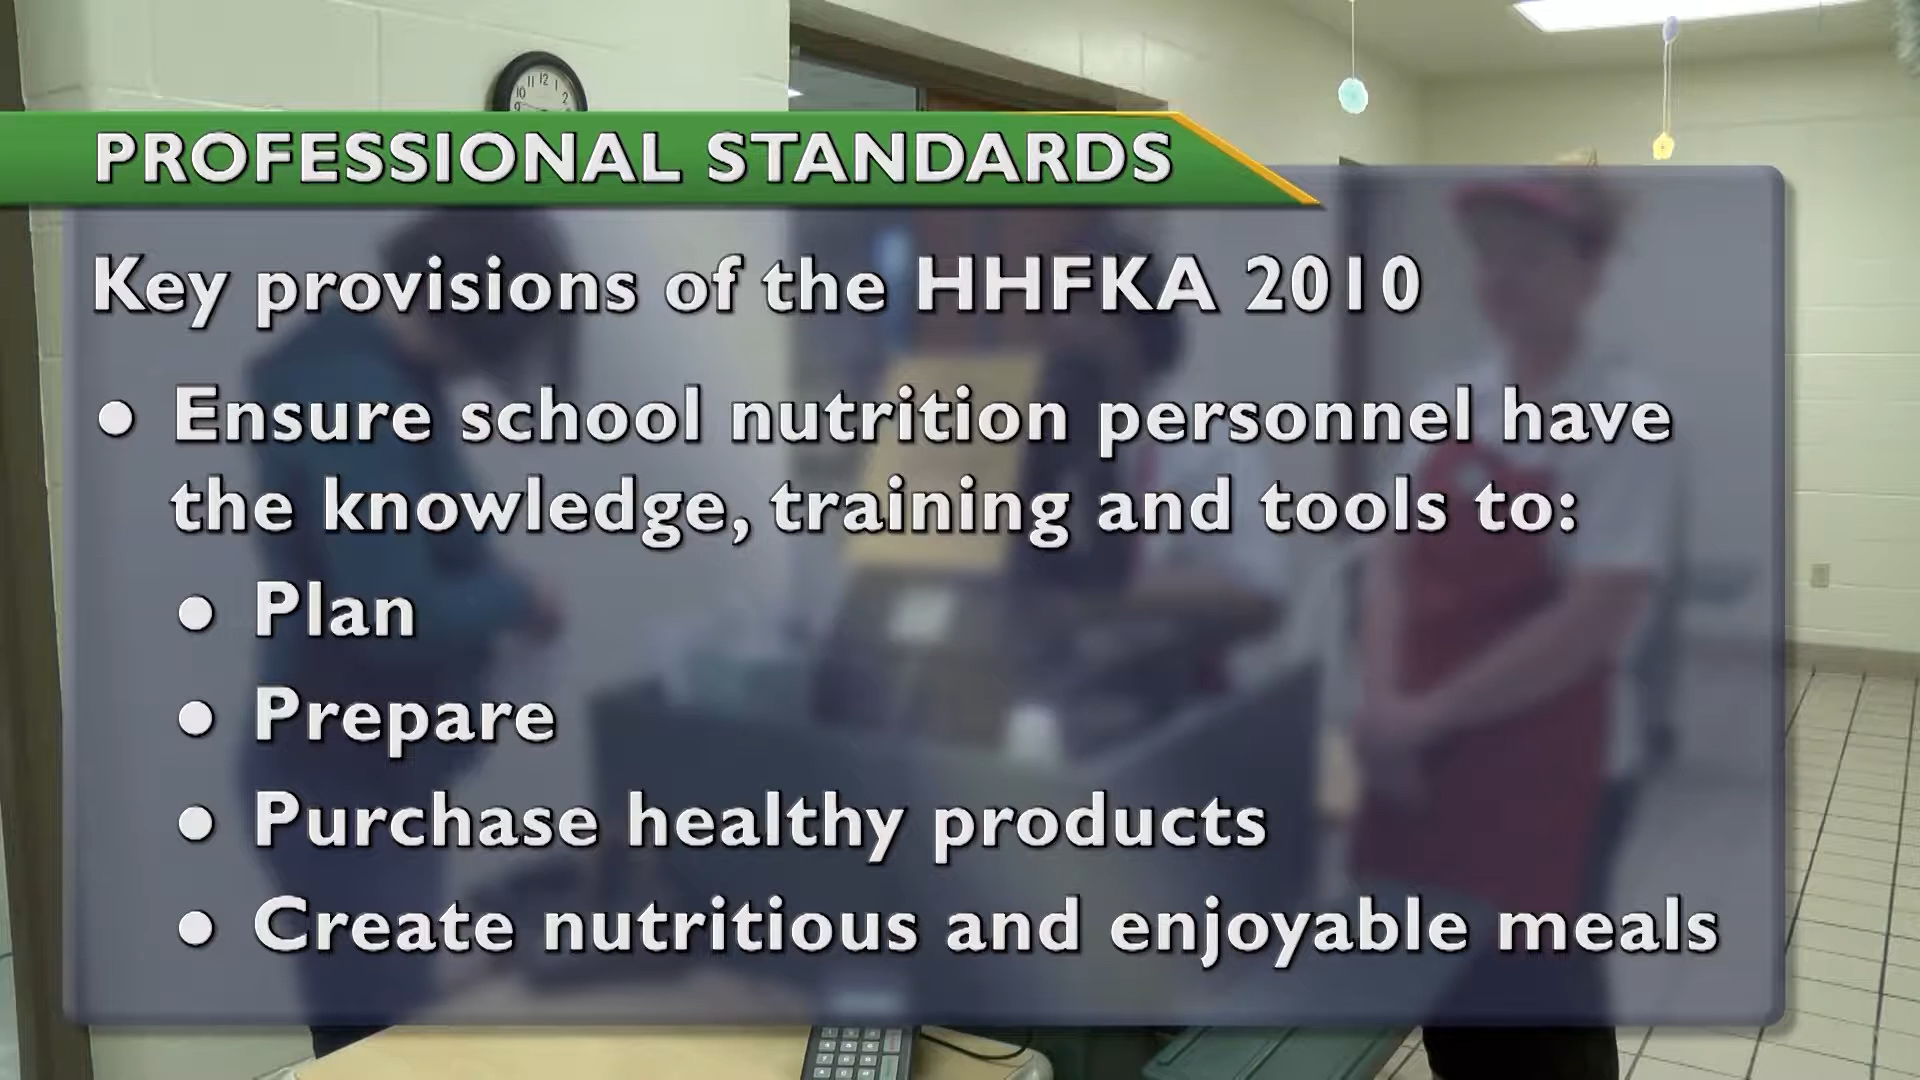 PROFESSIONAL STANDARDS
Key provisions of the HHFKA 2010
● Ensure school nutrition personnel have
the knowledge, training and tools to:
● Plan
● Prepare
● Purchase healthy products
● Create nutritious and enjoyable meals